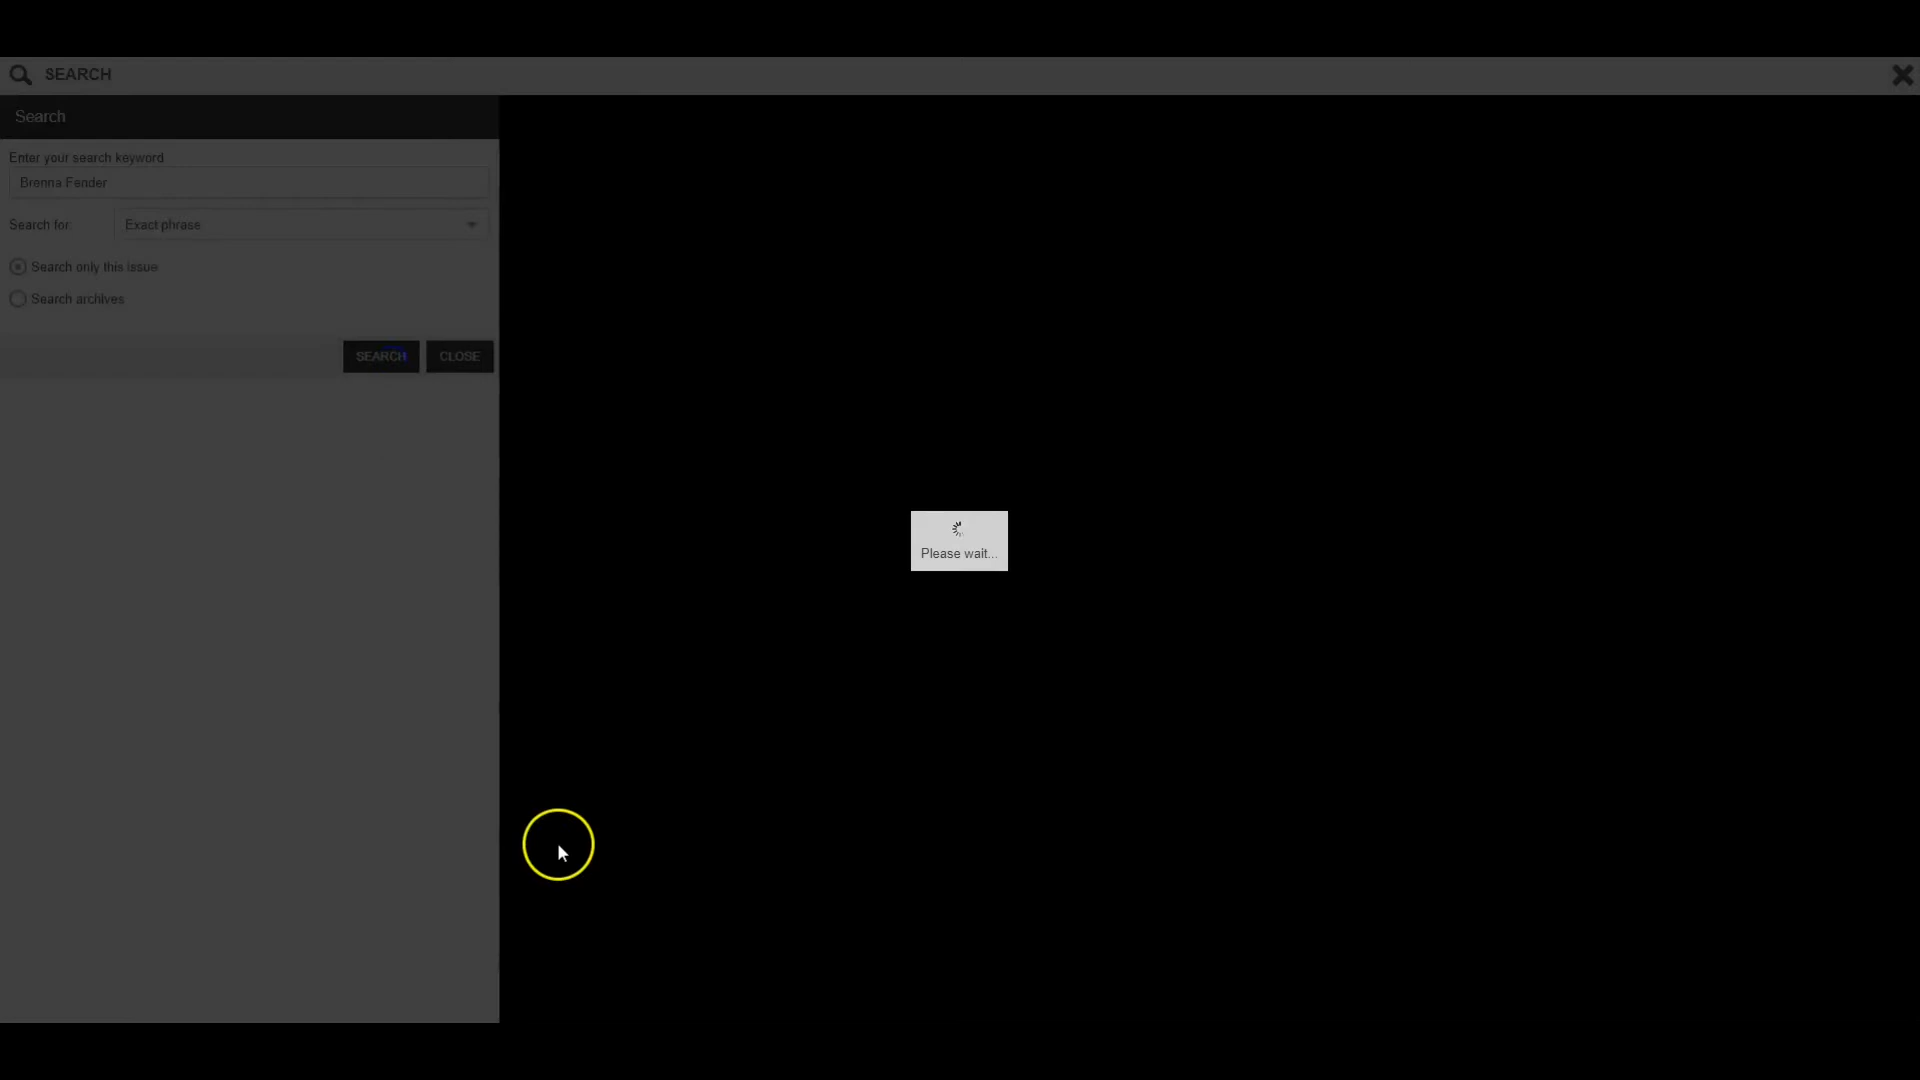 SEARCH
Search
Enter your search keyword
Brenna Fender
Search for:
Exact phrase
Search only this issue
Search archives
SEARCH
CLOSE
Please wait...